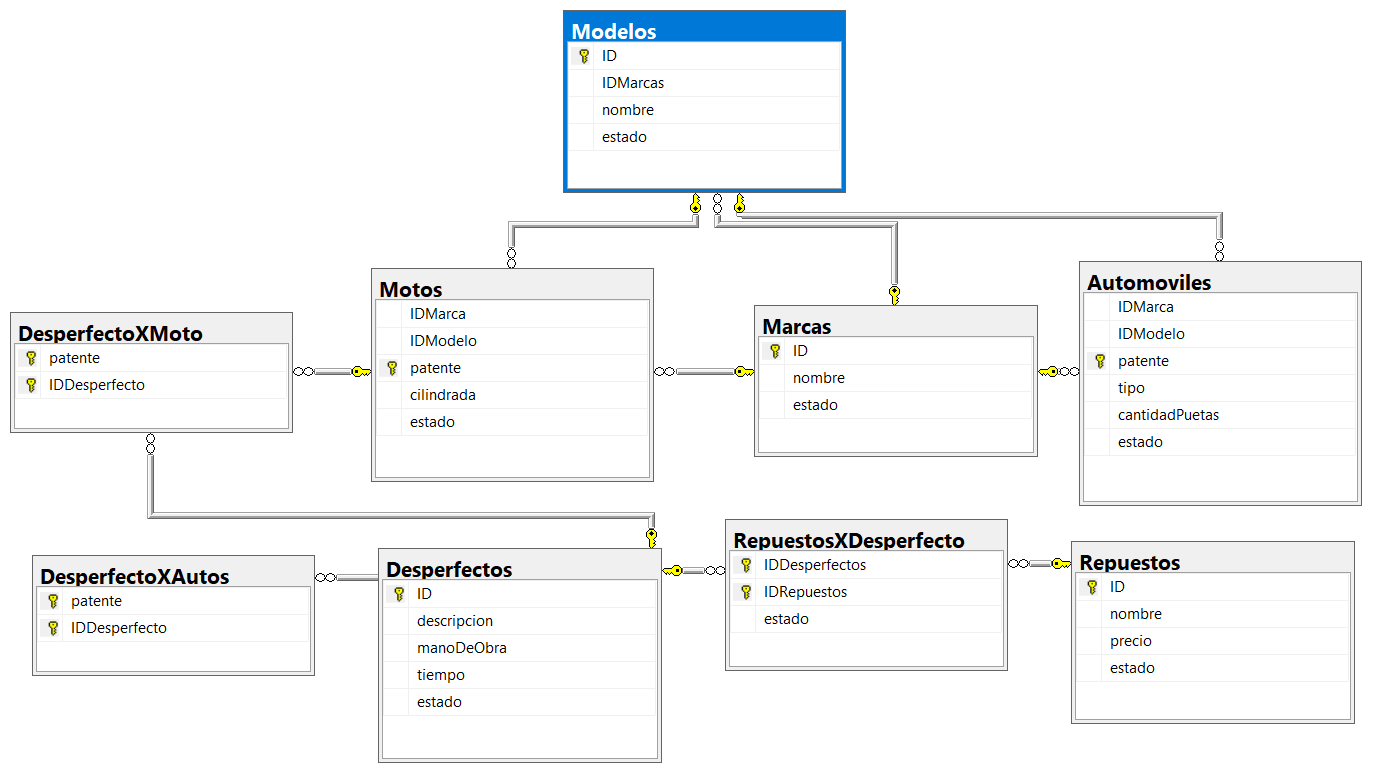 Modelos
ID
IDMarcas
nombre
estado
Motos
IDMarca
IDModelo
patente
cilindrada
estado
Automoviles
IDMarca
IDModelo
patente
tipo
cantidadPuetas
estado
DesperfectoXMoto
patente
IDDesperfecto
Marcas
ID
nombre
estado
DesperfectoXAutos
patente
IDDesperfecto
Desperfectos
ID
descripcion
manoDeObra
tiempo
estado
RepuestosXDesperfecto
IDDesperfectos
IDRepuestos
estado
Repuestos
ID
nombre
precio
estado